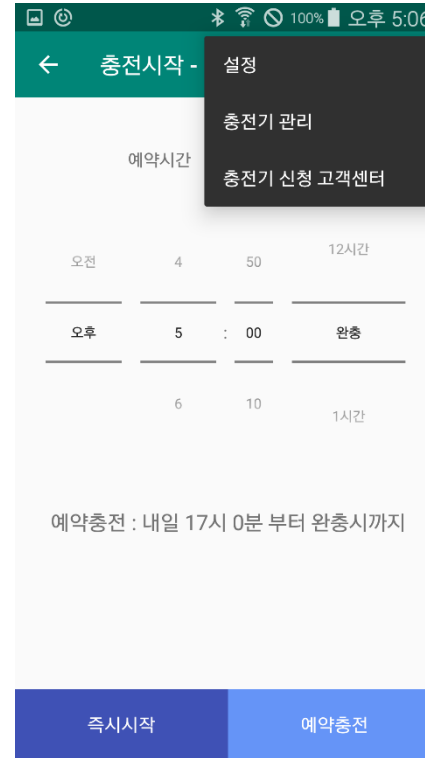 100% 오후 5:06
충전시작 -
설정
충전기 관리
충전기 신청 고객센터
예약시간
오전 4 50 12시간
오후 5 : 00 완충
6 10 1시간
예약충전 : 내일 17시 0분 부터 완충시까지
즉시시작 예약충전